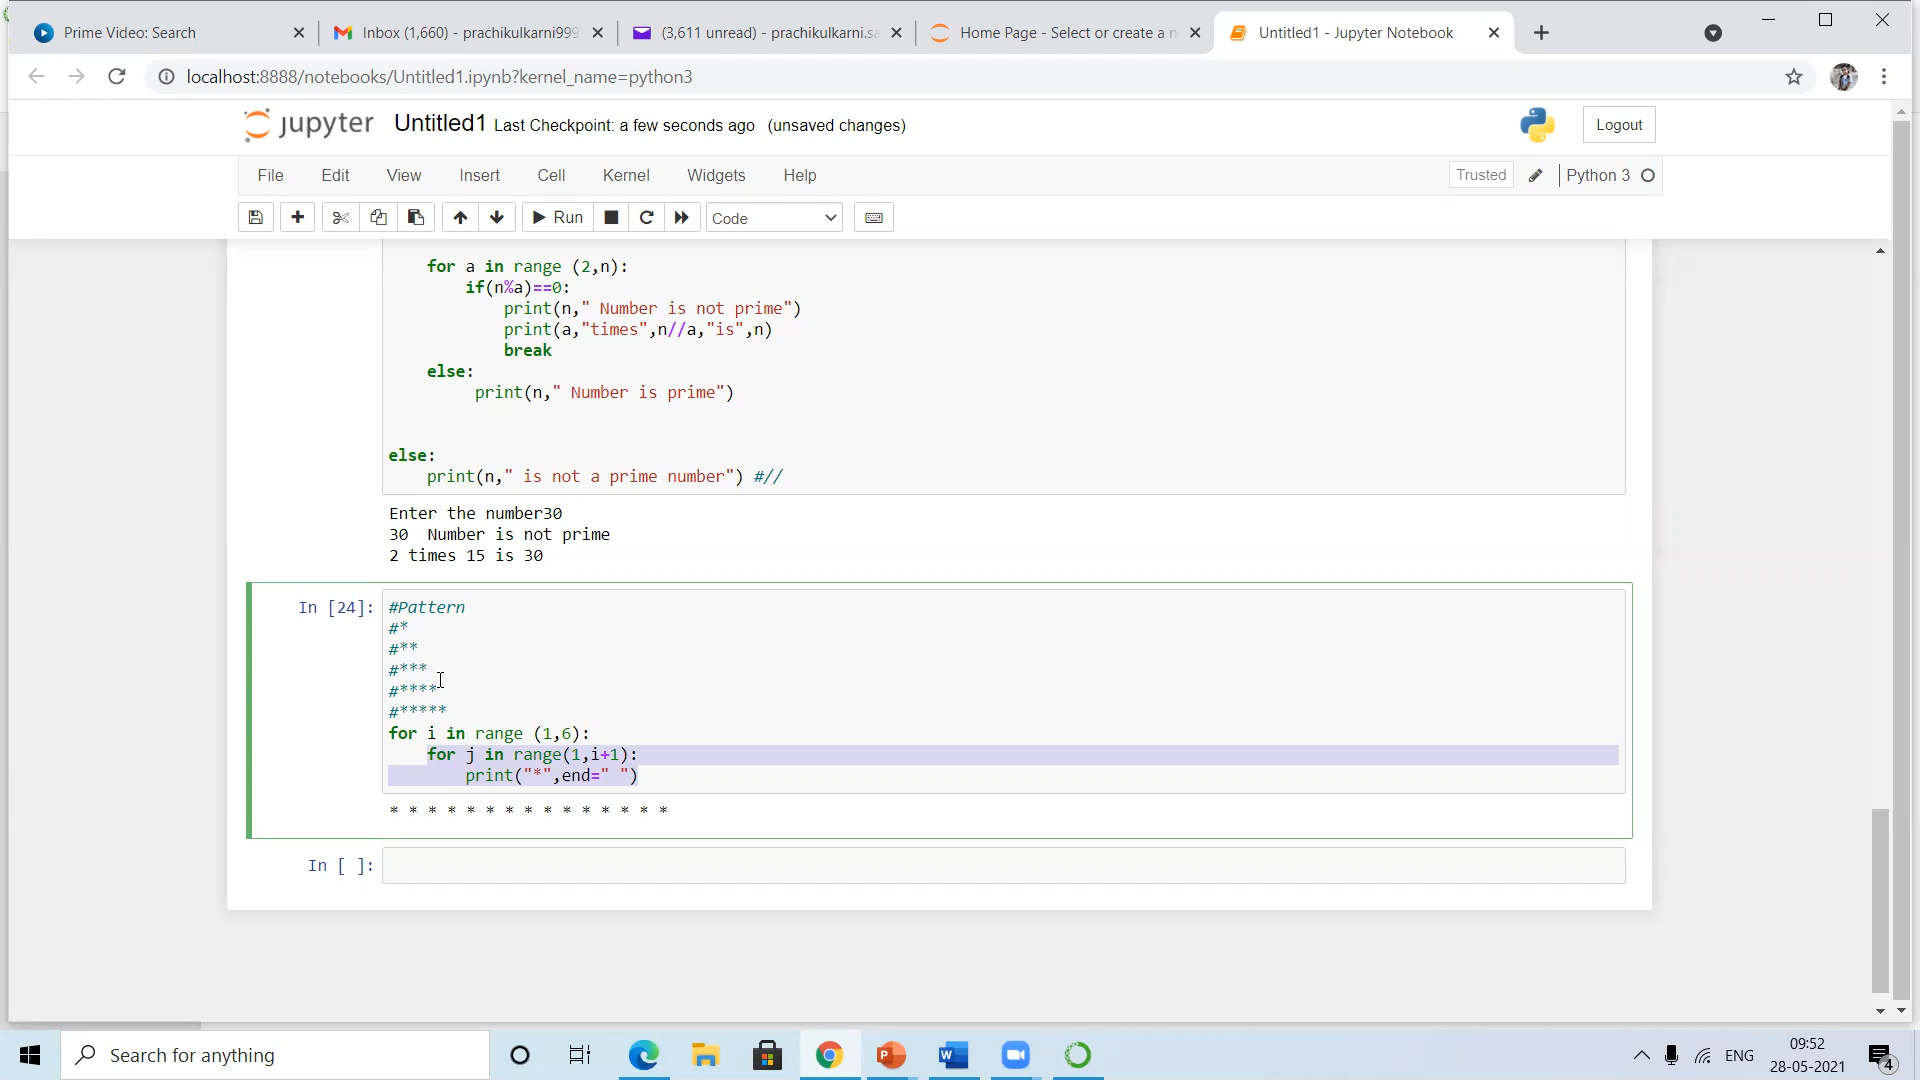 Prime Video: Search
Inbox (1,660) - prachikulkarni999
(3,611 unread) - prachikulkarni.sa
Home Page - Select or create a n
Untitled1 - Jupyter Notebook
localhost:8888/notebooks/Untitled1.ipynb?kernel_name=python3
jupyter Untitled1 Last Checkpoint: a few seconds ago (unsaved changes)
Logout
File Edit View Insert Cell Kernel Widgets Help
Trusted Python 3
Run Code
for a in range (2,n):
if(n%a)==0:
print(n," Number is not prime")
print(a,"times",n//a,"is",n)
break
else:
print(n," Number is prime")
else:
print(n," is not a prime number") #//
Enter the number30
30  Number is not prime
2 times 15 is 30
In [24]: #Pattern
#*
#**
#***
#****
#*****
for i in range (1,6):
for j in range(1,i+1):
print("*",end=" ")
* * * * * * * * * * * * * * *
In [ ]:
Search for anything
ENG
09:52
28-05-2021
4